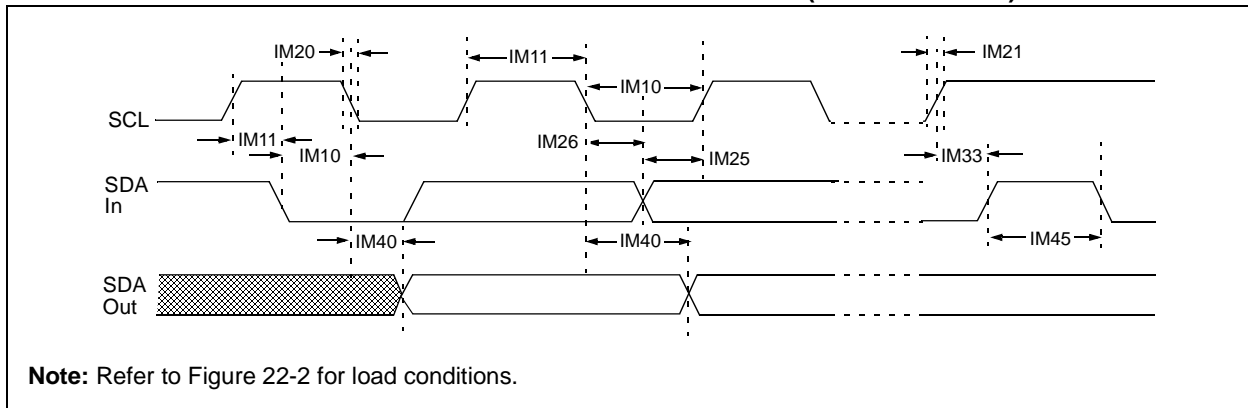 IM20
IM11
IM21
IM10
SCL
IM11
IM26
IM10
IM25
IM33
SDA
In
IM40
IM40
IM45
SDA
Out
Note: Refer to Figure 22-2 for load conditions.